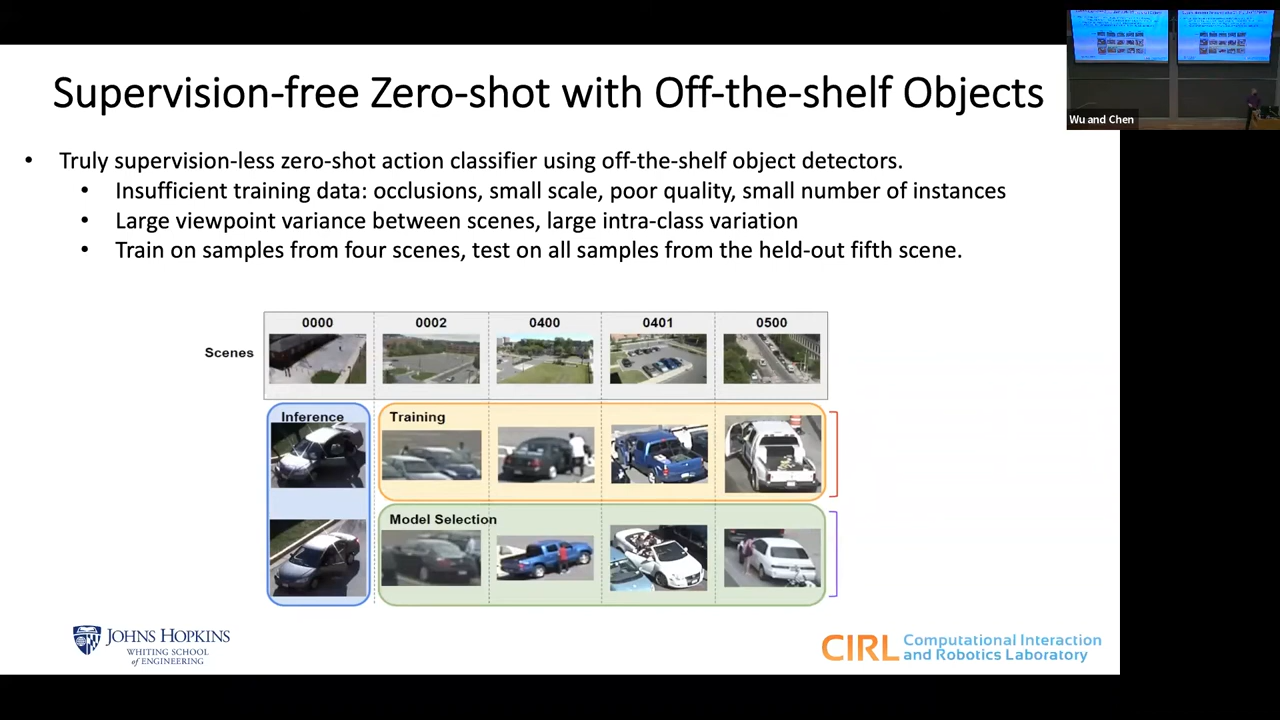 Supervision-free Zero-shot with Off-the-shelf Objects
Wu and Chen
• Truly supervision-less zero-shot action classifier using off-the-shelf object detectors.
• Insufficient training data: occlusions, small scale, poor quality, small number of instances
• Large viewpoint variance between scenes, large intra-class variation
• Train on samples from four scenes, test on all samples from the held-out fifth scene.
0000 0002 0400 0401 0500
Scenes
Inference Training
Model Selection
JOHNS HOPKINS
WHITING SCHOOL
of ENGINEERING
CIRL Computational Interaction
and Robotics Laboratory